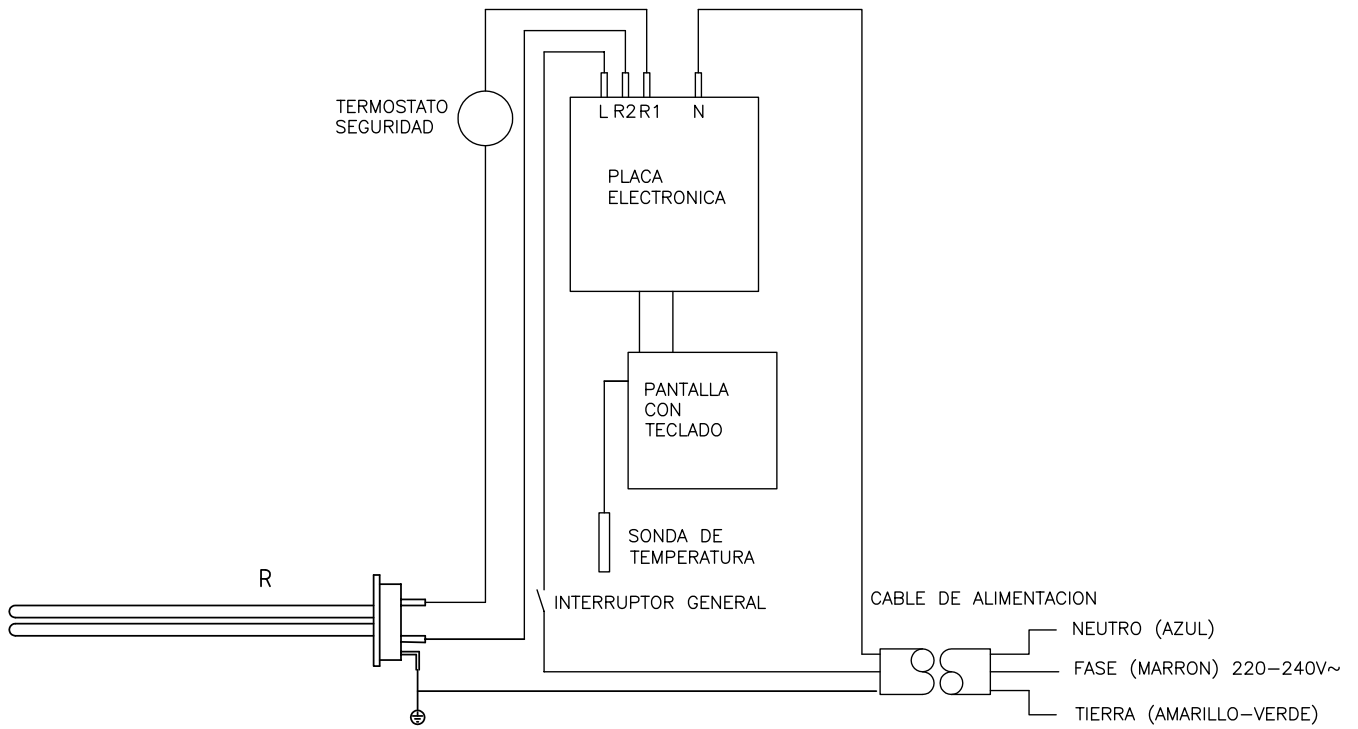 TERMOSTATO
SEGURIDAD
L R2 R1 N
PLACA
ELECTRONICA
PANTALLA
CON
TECLADO
SONDA DE
TEMPERATURA
R
INTERRUPTOR GENERAL
CABLE DE ALIMENTACION
NEUTRO (AZUL)
FASE (MARRON) 220-240V~
TIERRA (AMARILLO-VERDE)